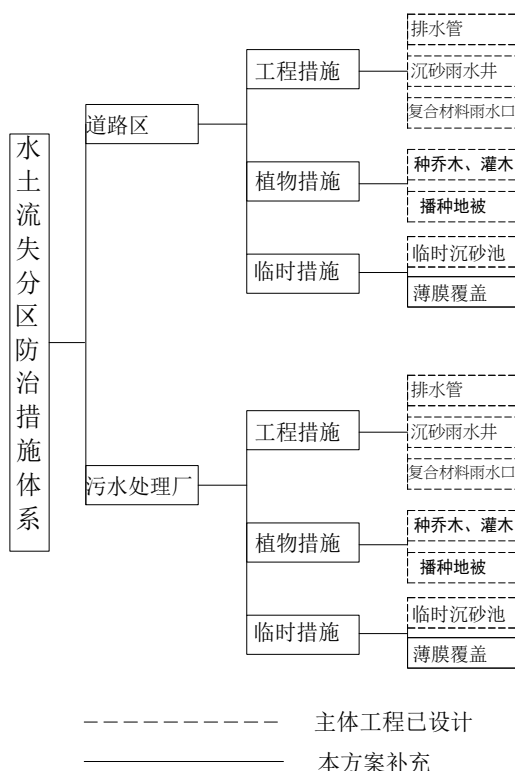 水土流失分区防治措施体系
道路区
工程措施
排水管
沉砂雨水井
复合材料雨水口
植物措施
种乔木、灌木
播种地被
临时措施
临时沉砂池
薄膜覆盖
污水处理厂
工程措施
排水管
沉砂雨水井
复合材料雨水口
植物措施
种乔木、灌木
播种地被
临时措施
临时沉砂池
薄膜覆盖
主体工程已设计
本方案补充